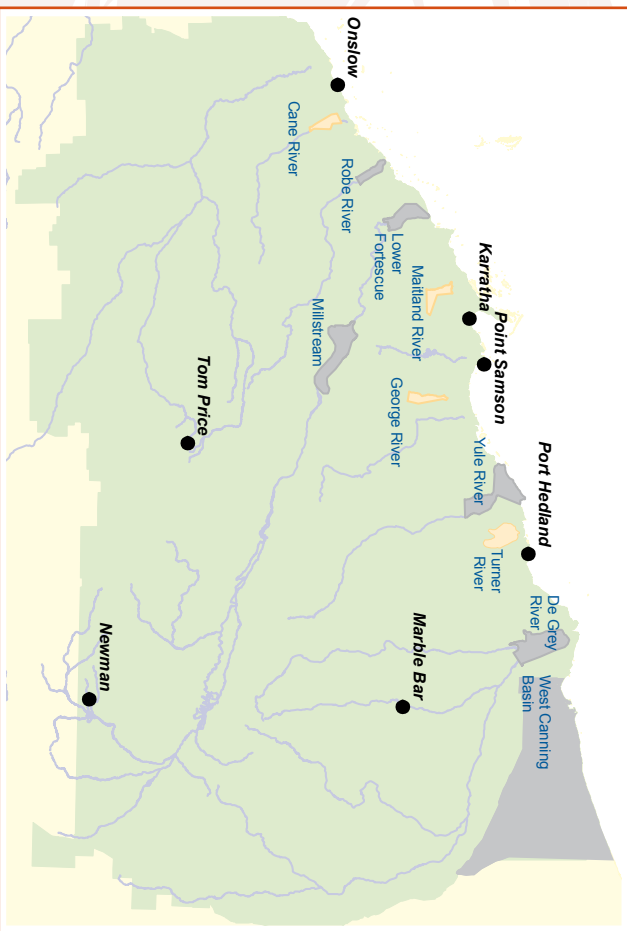 Onslow
Cane River
Robe River
Lower
Fortescue
Maitland River
Karratha
Point Samson
Millstream
George River
Tom Price
Yule River
Port Hedland
Turner
River
De Grey
River
West Canning
Basin
Marble Bar
Newman